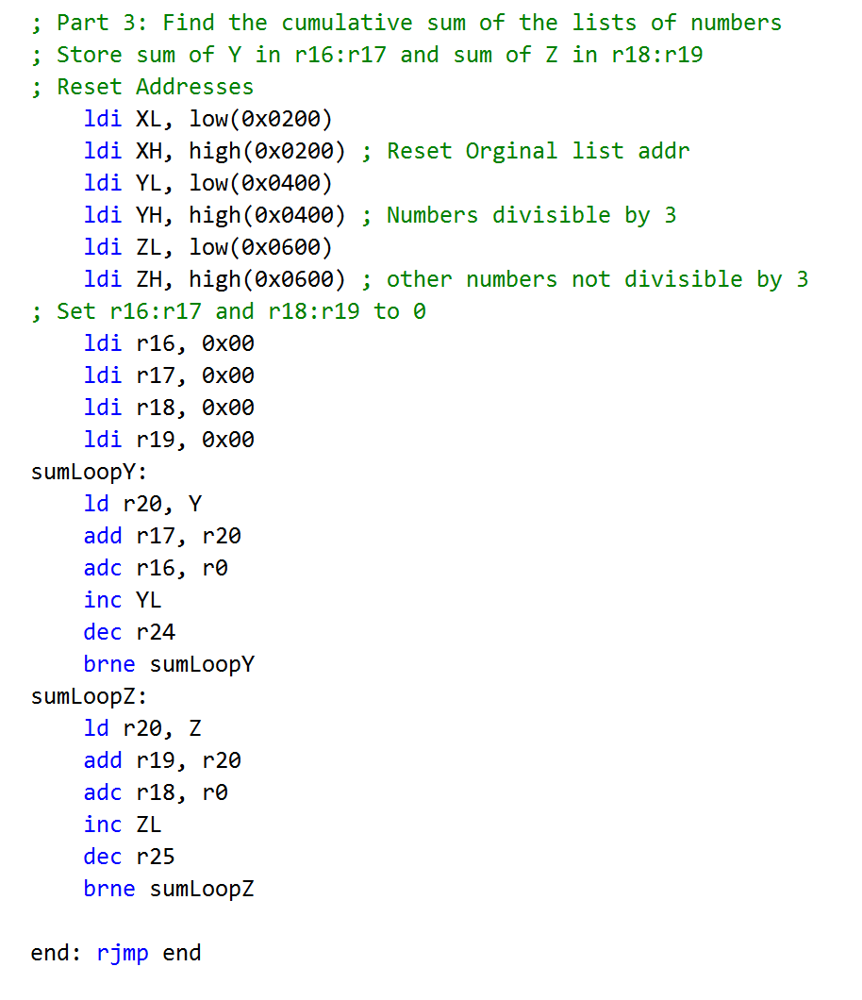 ; Part 3: Find the cumulative sum of the lists of numbers
; Store sum of Y in r16:r17 and sum of Z in r18:r19
; Reset Addresses
ldi XL, low(0x0200)
ldi XH, high(0x0200) ; Reset Orginal list addr
ldi YL, low(0x0400)
ldi YH, high(0x0400) ; Numbers divisible by 3
ldi ZL, low(0x0600)
ldi ZH, high(0x0600) ; other numbers not divisible by 3
; Set r16:r17 and r18:r19 to 0
ldi r16, 0x00
ldi r17, 0x00
ldi r18, 0x00
ldi r19, 0x00
sumLoopY:
ld r20, Y
add r17, r20
adc r16, r0
inc YL
dec r24
brne sumLoopY
sumLoopZ:
ld r20, Z
add r19, r20
adc r18, r0
inc ZL
dec r25
brne sumLoopZ
end: rjmp end